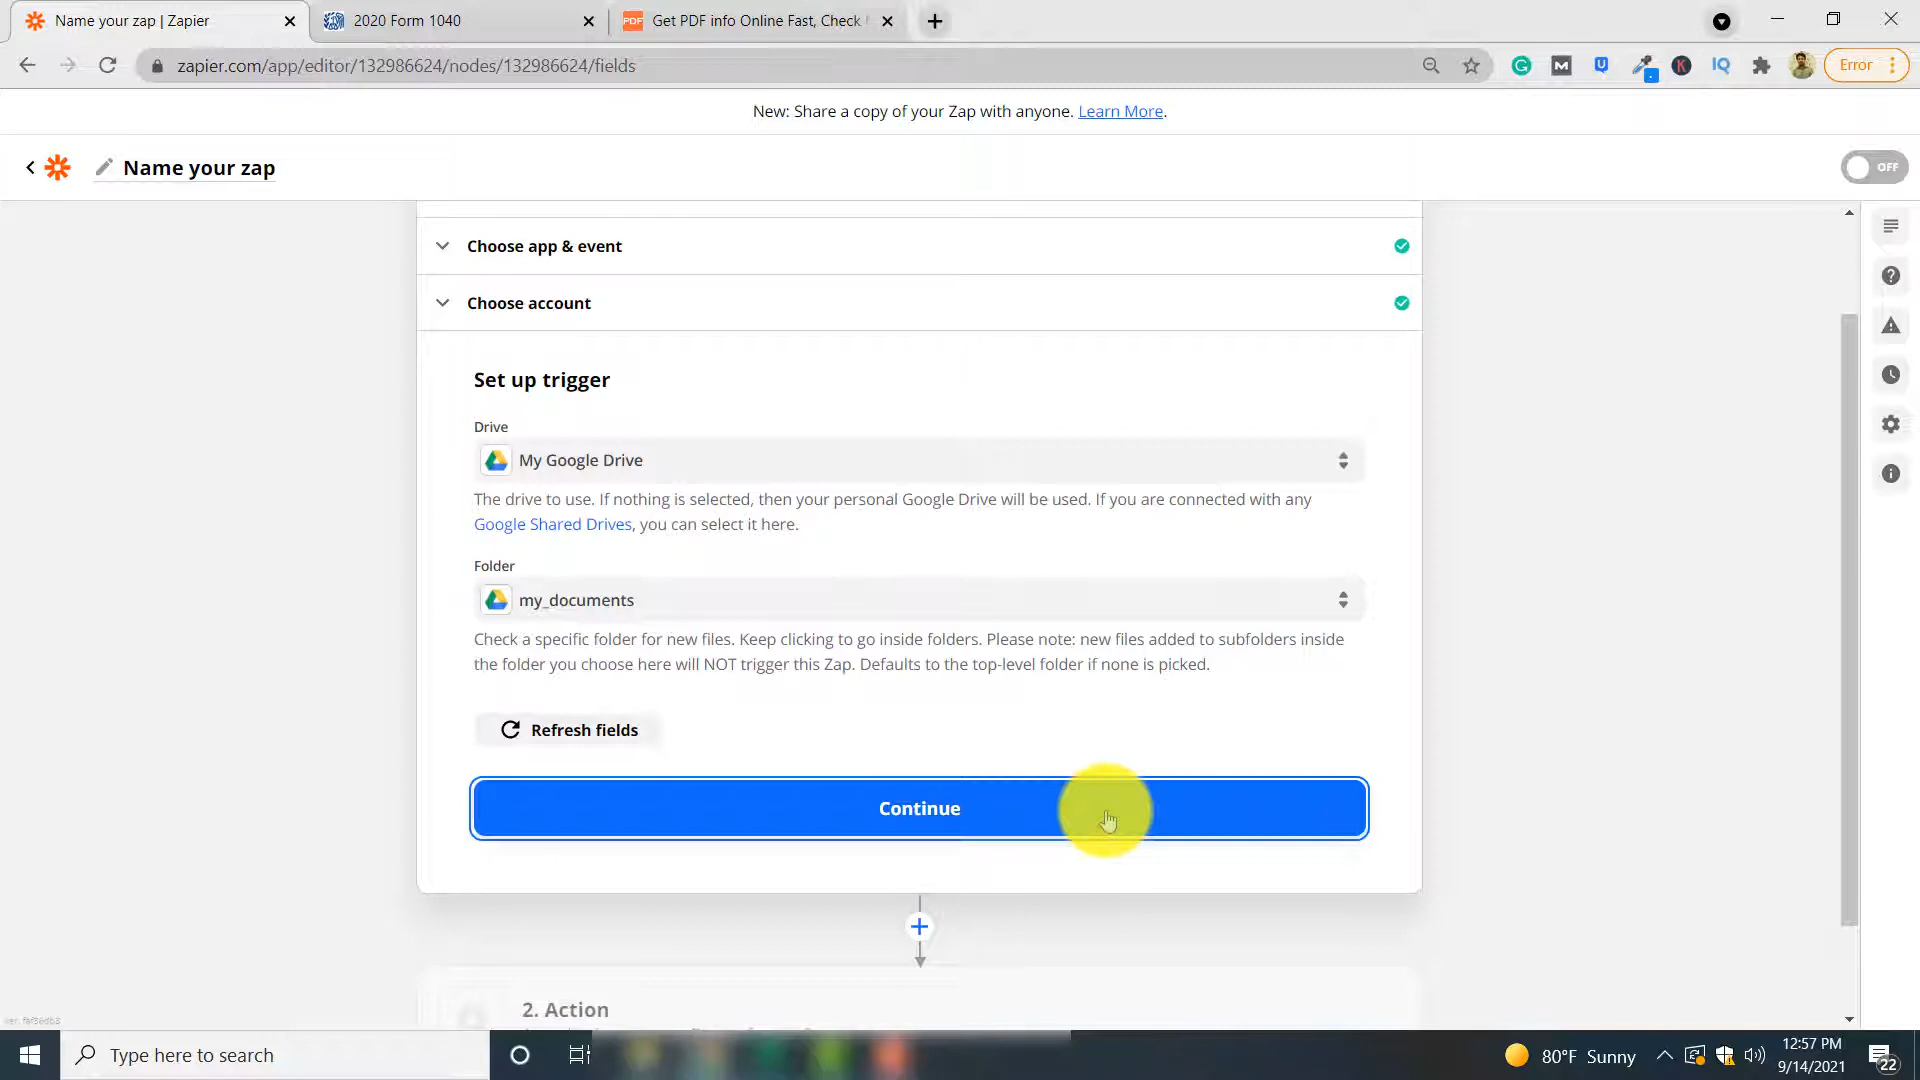 Name your zap | Zapier
2020 Form 1040
PDF
Get PDF info Online Fast, Check
zapier.com/app/editor/132986624/nodes/132986624/fields
M
K
IQ
Error
New: Share a copy of your Zap with anyone. Learn More.
Name your zap
OFF
Choose app & event
Choose account
Set up trigger
Drive
My Google Drive
The drive to use. If nothing is selected, then your personal Google Drive will be used. If you are connected with any
Google Shared Drives, you can select it here.
Folder
my_documents
Check a specific folder for new files. Keep clicking to go inside folders. Please note: new files added to subfolders inside
the folder you choose here will NOT trigger this Zap. Defaults to the top-level folder if none is picked.
Refresh fields
Continue
2. Action
Type here to search
80°F Sunny
12:57 PM
9/14/2021
22